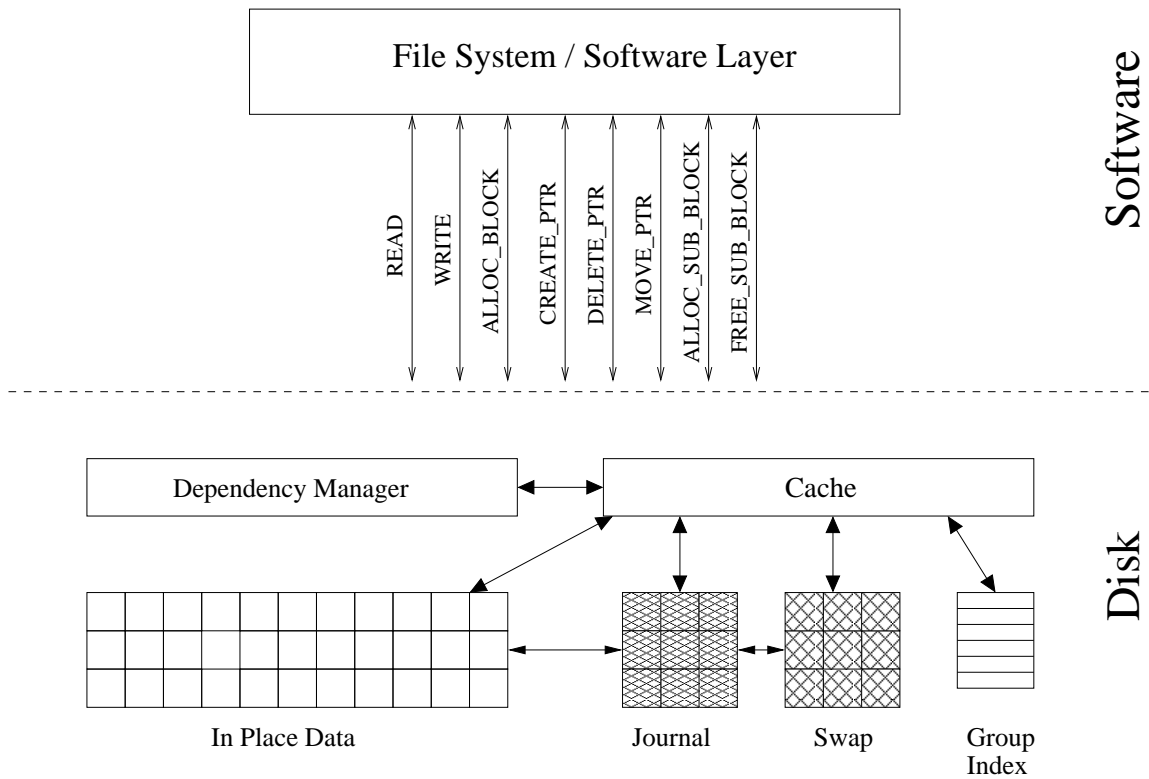 File System / Software Layer
Software
READ
WRITE
ALLOC_BLOCK
CREATE_PTR
DELETE_PTR
MOVE_PTR
ALLOC_SUB_BLOCK
FREE_SUB_BLOCK
Dependency Manager
Cache
Disk
In Place Data
Journal
Swap
Group
Index